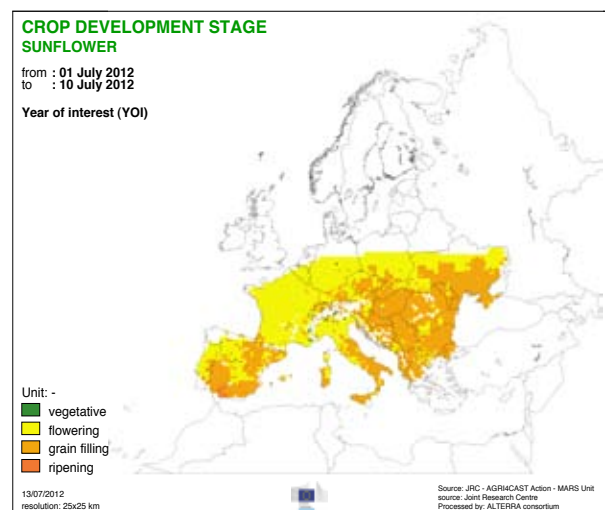 CROP DEVELOPMENT STAGE
SUNFLOWER
from : 01 July 2012
to : 10 July 2012
Year of interest (YOI)
Unit: -
vegetative
flowering
grain filling
ripening
13/07/2012
resolution: 25x25 km
Source: JRC - AGRI4CAST Action - MARS Unit
source: Joint Research Centre
Processed by: ALTERRA consortium